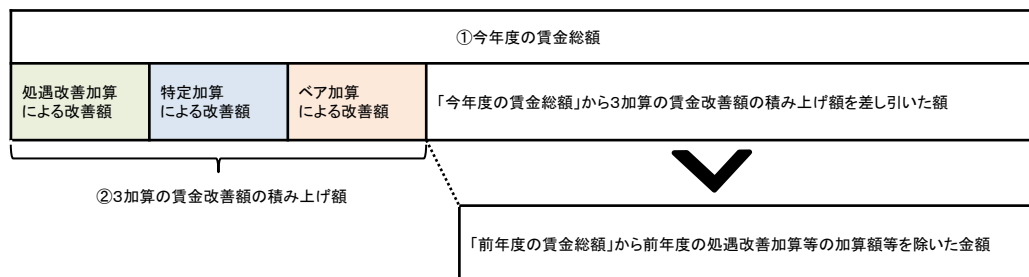 ①今年度の賃金総額
処遇改善加算
による改善額
特定加算
による改善額
ベア加算
による改善額
「今年度の賃金総額」から3加算の賃金改善額の積み上げ額を差し引いた額
②3加算の賃金改善額の積み上げ額
「前年度の賃金総額」から前年度の処遇改善加算等の加算額等を除いた金額